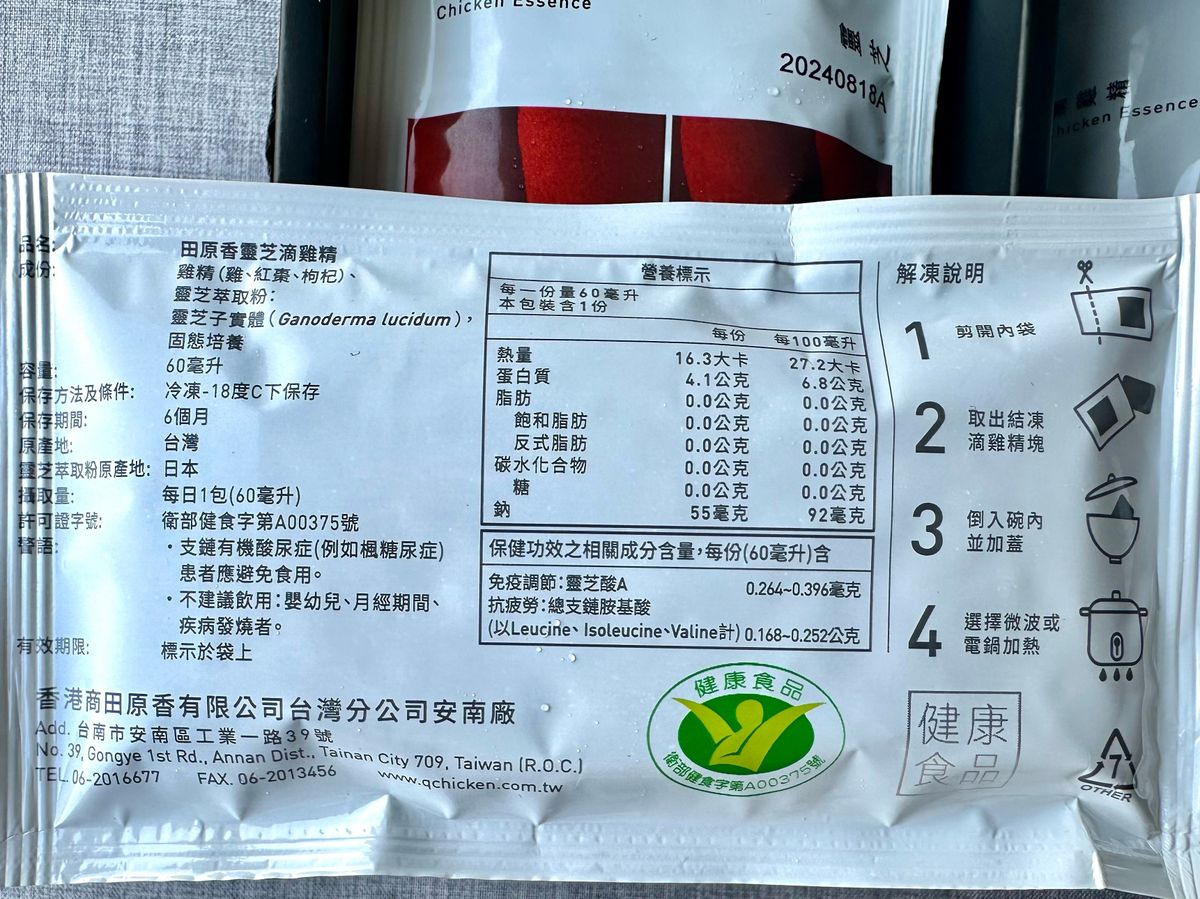 Chicken Essence
靈芝
20240818A
滴雞精
hicken Essence
品名: 田原香靈芝滴雞精
成份: 雞精(雞、紅棗、枸杞)、
靈芝萃取粉:
靈芝子實體(Ganoderma lucidum),
固態培養
容量: 60毫升
保存方法及條件: 冷凍-18度C下保存
保存期間: 6個月
原產地: 台灣
靈芝萃取粉原產地: 日本
攝取量: 每日1包(60毫升)
許可證字號: 衛部健食字第A00375號
警語: ・支鏈有機酸尿症(例如楓糖尿症)
患者應避免食用。
・不建議飲用:嬰幼兒、月經期間、
疾病發燒者。
有效期限: 標示於袋上
香港商田原香有限公司台灣分公司安南廠
Add. 台南市安南區工業一路39號
No. 39, Gongye 1st Rd., Annan Dist., Tainan City 709, Taiwan (R.O.C.)
TEL. 06-2016677 FAX. 06-2013456 www.qchicken.com.tw
營養標示
每一份量60毫升
本包裝含1份
每份 每100毫升
熱量 16.3大卡 27.2大卡
蛋白質 4.1公克 6.8公克
脂肪 0.0公克 0.0公克
飽和脂肪 0.0公克 0.0公克
反式脂肪 0.0公克 0.0公克
碳水化合物 0.0公克 0.0公克
糖 0.0公克 0.0公克
鈉 55毫克 92毫克
保健功效之相關成分含量,每份(60毫升)含
免疫調節:靈芝酸A 0.264~0.396毫克
抗疲勞:總支鏈胺基酸
(以Leucine、Isoleucine、Valine計) 0.168~0.252公克
健康食品
衛部健食字第A00375號
解凍說明
1 剪開內袋
2 取出結凍
滴雞精塊
3 倒入碗內
並加蓋
4 選擇微波或
電鍋加熱
健康
食品
7
OTHER